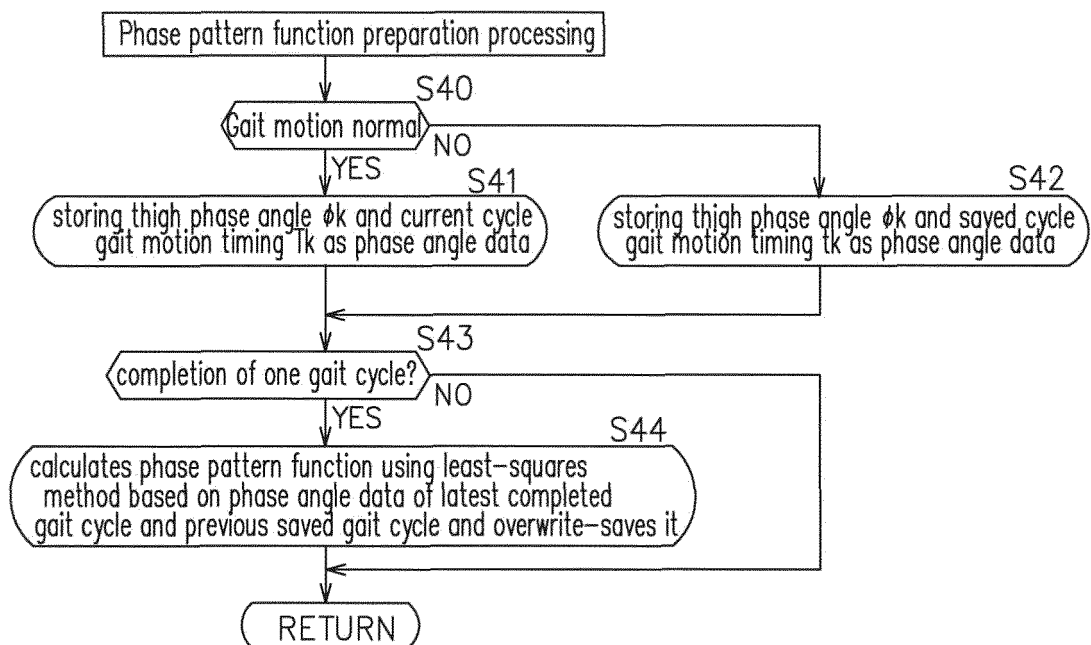 Phase pattern function preparation processing
S40
Gait motion normal
NO
YES
S41
S42
storing thigh phase angle ϕk and current cycle
gait motion timing Tk as phase angle data
storing thigh phase angle ϕk and saved cycle
gait motion timing tk as phase angle data
S43
completion of one gait cycle?
NO
YES
S44
calculates phase pattern function using least-squares
method based on phase angle data of latest completed
gait cycle and previous saved gait cycle and overwrite-saves it
RETURN